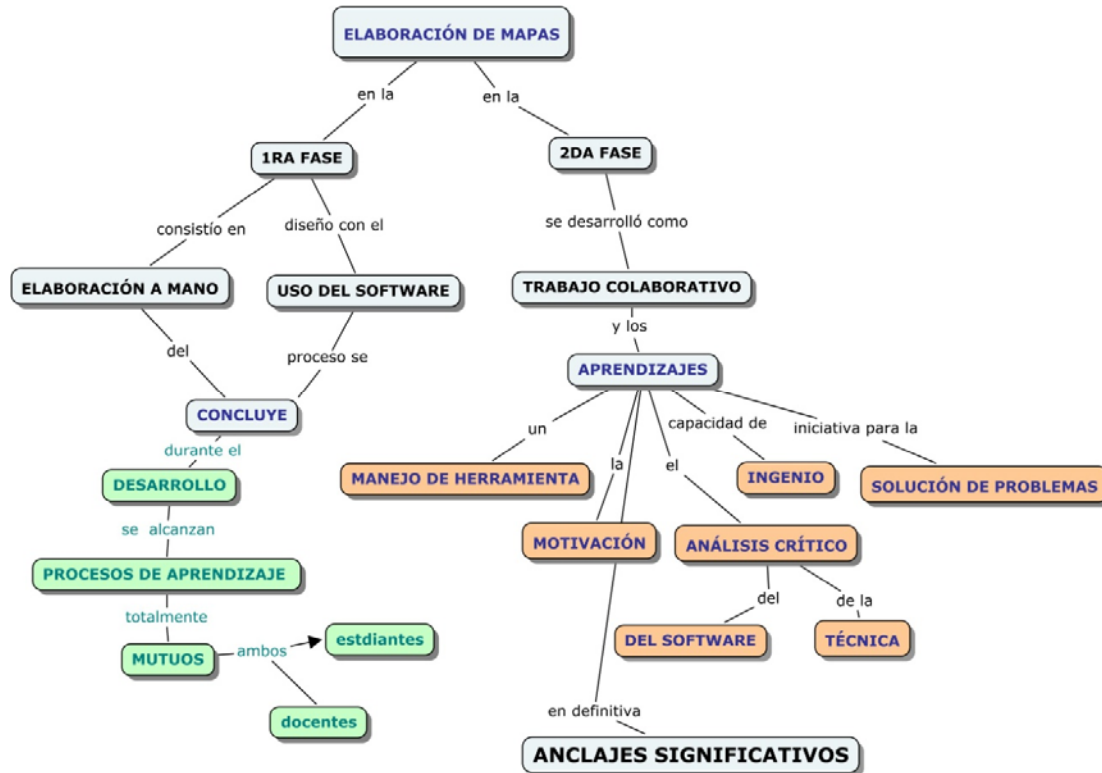 ELABORACIÓN DE MAPAS
en la
en la
1RA FASE
2DA FASE
consistío en
diseño con el
se desarrolló como
ELABORACIÓN A MANO
USO DEL SOFTWARE
TRABAJO COLABORATIVO
del
proceso se
y los
APRENDIZAJES
CONCLUYE
durante el
un
la
el
capacidad de
iniciativa para la
DESARROLLO
MANEJO DE HERRAMIENTA
INGENIO
SOLUCIÓN DE PROBLEMAS
se alcanzan
MOTIVACIÓN
ANÁLISIS CRÍTICO
PROCESOS DE APRENDIZAJE
totalmente
del
de la
MUTUOS
ambos
estdiantes
DEL SOFTWARE
TÉCNICA
docentes
en definitiva
ANCLAJES SIGNIFICATIVOS